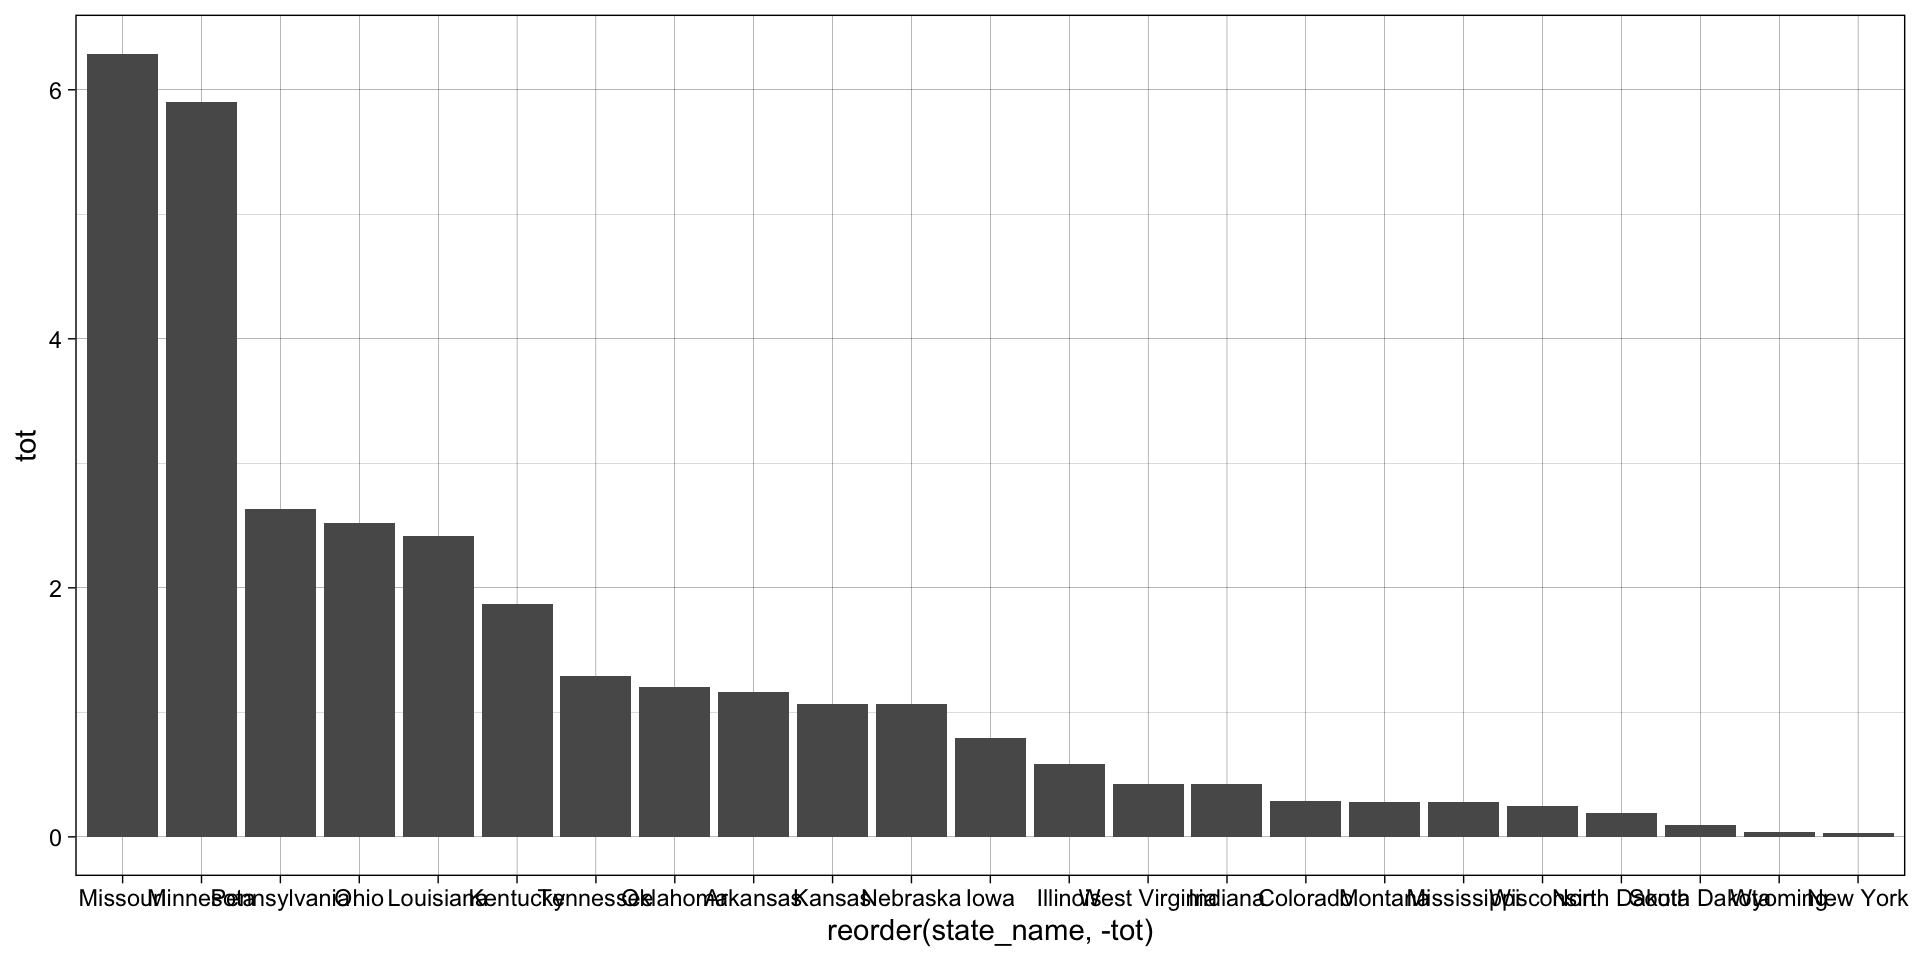 6
4
2
0
tot
Missouri Minnesota Pennsylvania Ohio Louisiana Kentucky Tennessee Oklahoma Arkansas Kansas Nebraska Iowa Illinois West Virginia Indiana Colorado Montana Mississippi Wisconsin North Dakota South Dakota Wyoming New York
reorder(state_name, -tot)